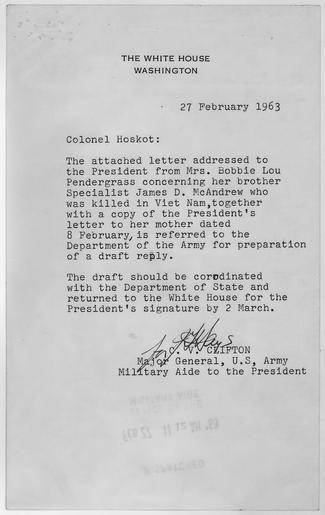 THE WHITE HOUSE
WASHINGTON
27 February 1963
Colonel Hoskot:
The attached letter addressed to
the President from Mrs. Bobbie Lou
Pendergrass concerning her brother
Specialist James D. McAndrew who
was killed in Viet Nam,together
with a copy of the President's
letter to her mother dated
8 February, is referred to the
Department of the Army for preparation
of a draft reply.
The draft should be coordinated
with the Department of State and
returned to the White House for the
President's signature by 2 March.
for
C. V. CLIFTON
Major General, U.S, Army
Military Aide to the President